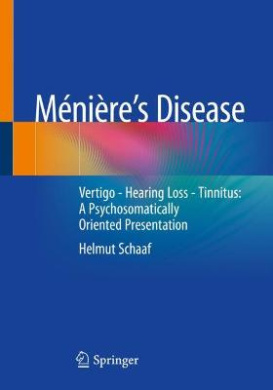 Ménière's Disease
Vertigo - Hearing Loss - Tinnitus:
A Psychosomatically
Oriented Presentation
Helmut Schaaf
Springer